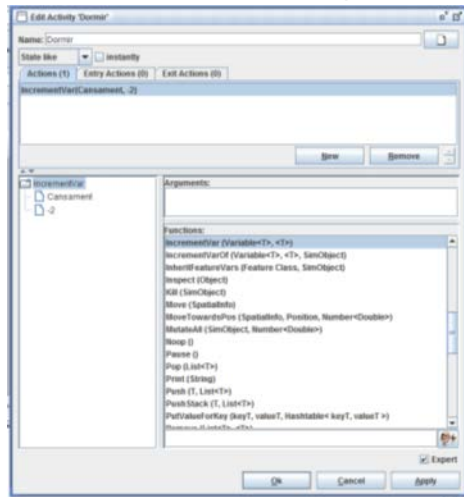 Edit Activity 'Dormir'
Name: Dormir
State like instantly
Actions (1) Entry Actions (0) Exit Actions (0)
IncrementVar(Cansament, -2)
New Remove
IncrementVar
Cansament
-2
Arguments:
Functions:
IncrementVar (Variable<T>, <T>)
IncrementVarOf (Variable<T>, <T>, SimObject)
InheritFeatureVars (Feature Class, SimObject)
Inspect (Object)
Kill (SimObject)
Move (SpatialInfo)
MoveTowardsPos (SpatialInfo, Position, Number<Double>)
MutateAll (SimObject, Number<Double>)
Noop ()
Pause ()
Pop (List<T>)
Print (String)
Push (T, List<T>)
PushStack (T, List<T>)
PutValueForKey (keyT, valueT, Hashtable< keyT, valueT >)
Expert
Ok Cancel Apply